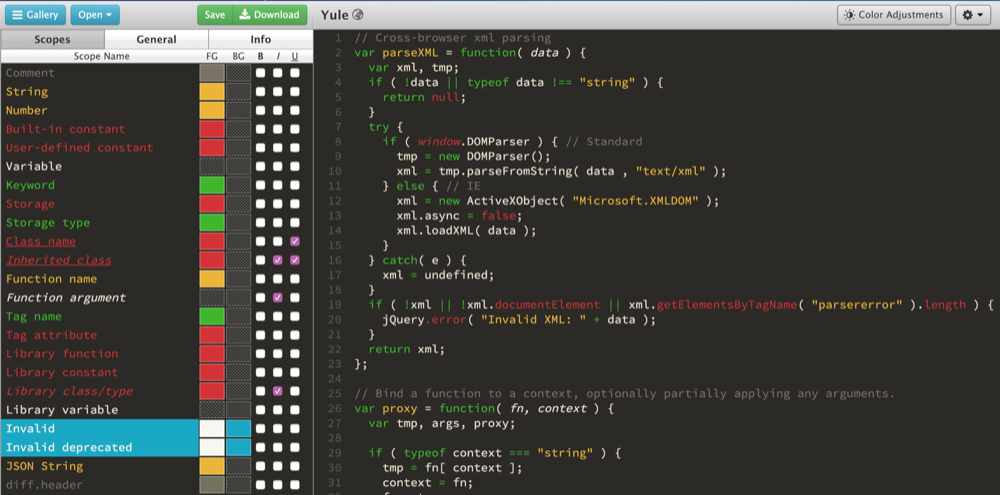 Gallery Open Save Download Yule Color Adjustments
Scopes General Info
Scope Name FG BG B I U
Comment
String
Number
Built-in constant
User-defined constant
Variable
Keyword
Storage
Storage type
Class name
Inherited class
Function name
Function argument
Tag name
Tag attribute
Library function
Library constant
Library class/type
Library variable
Invalid
Invalid deprecated
JSON String
diff.header
1 // Cross-browser xml parsing
2 var parseXML = function( data ) {
3 var xml, tmp;
4 if ( !data || typeof data !== "string" ) {
5 return null;
6 }
7 try {
8 if ( window.DOMParser ) { // Standard
9 tmp = new DOMParser();
10 xml = tmp.parseFromString( data , "text/xml" );
11 } else { // IE
12 xml = new ActiveXObject( "Microsoft.XMLDOM" );
13 xml.async = false;
14 xml.loadXML( data );
15 }
16 } catch( e ) {
17 xml = undefined;
18 }
19 if ( !xml || !xml.documentElement || xml.getElementsByTagName( "parsererror" ).length ) {
20 jQuery.error( "Invalid XML: " + data );
21 }
22 return xml;
23 };
24
25 // Bind a function to a context, optionally partially applying any arguments.
26 var proxy = function( fn, context ) {
27 var tmp, args, proxy;
28
29 if ( typeof context === "string" ) {
30 tmp = fn[ context ];
31 context = fn;